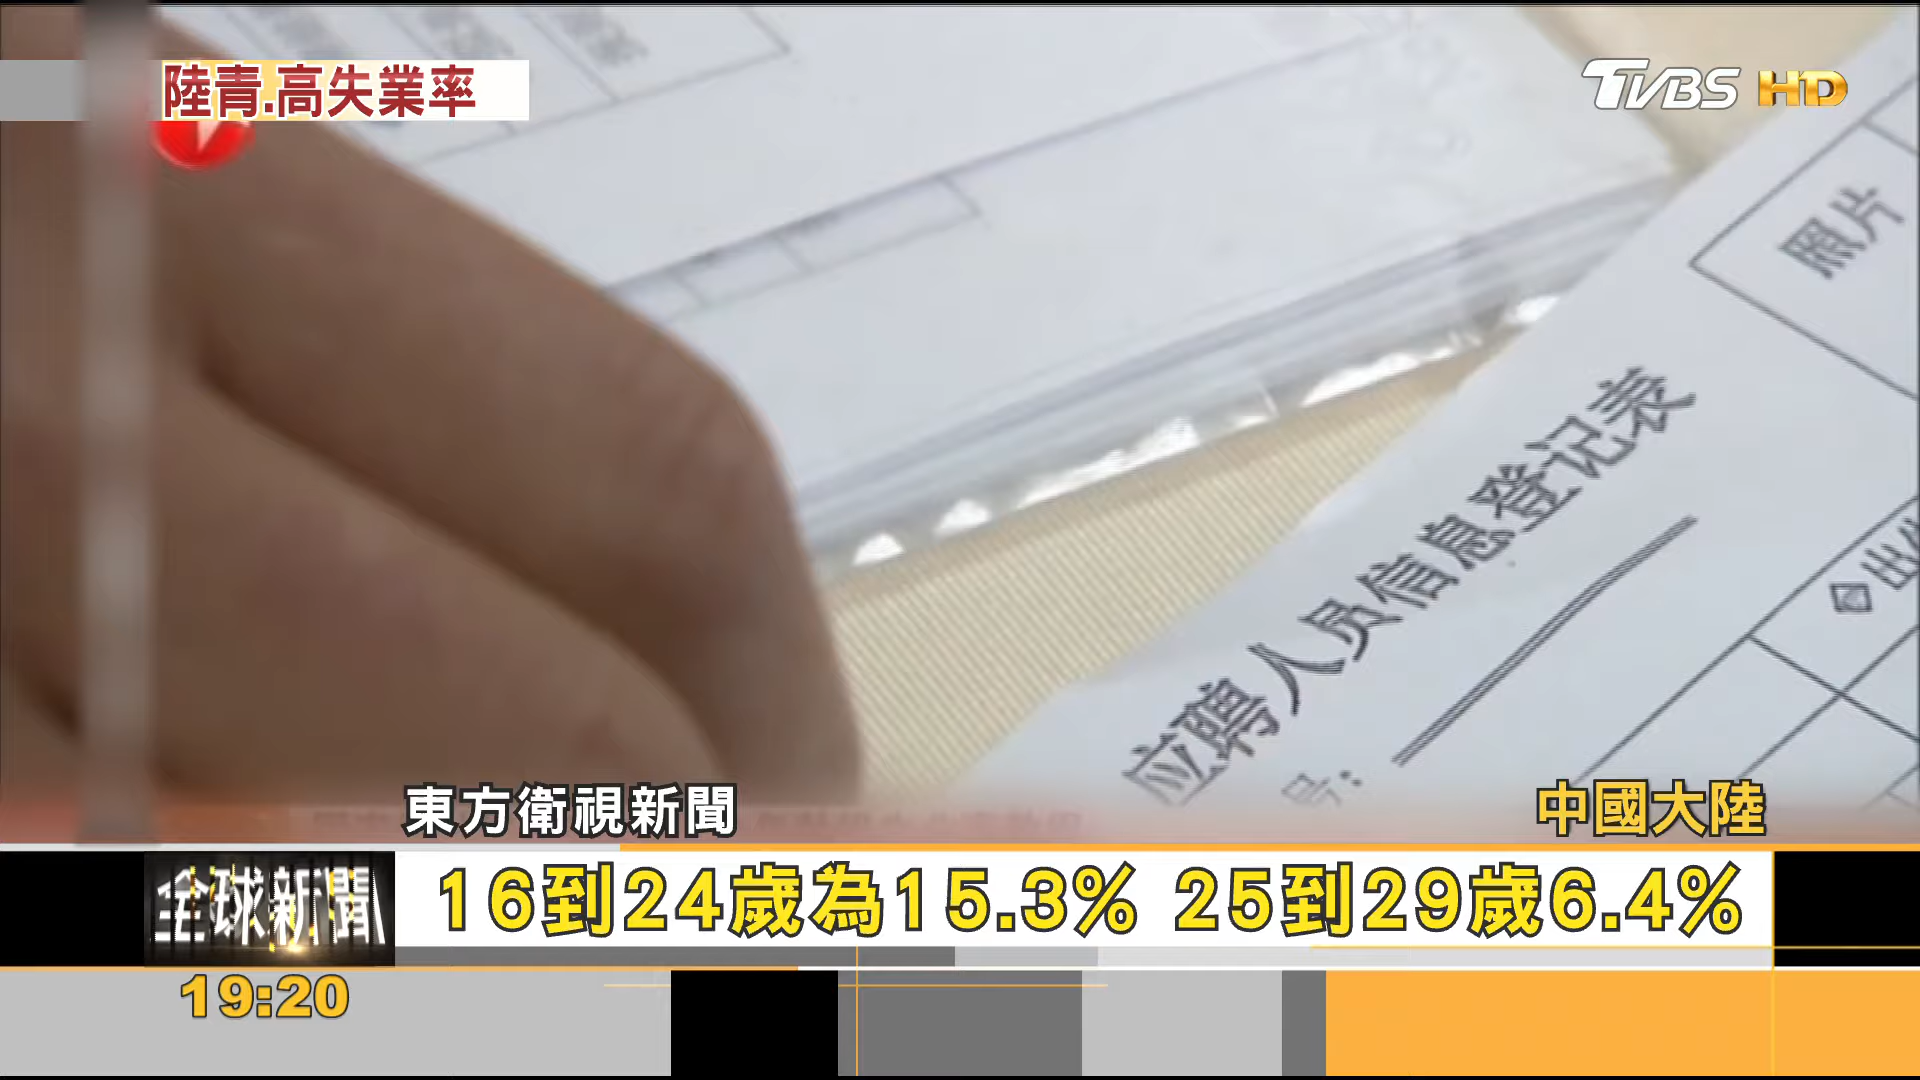 陸青.高失業率
TVBS HD
照片
应聘人员信息登记表
号:
出
東方衛視新聞
中國大陸
全球新聞
16到24歲為15.3% 25到29歲6.4%
19:20